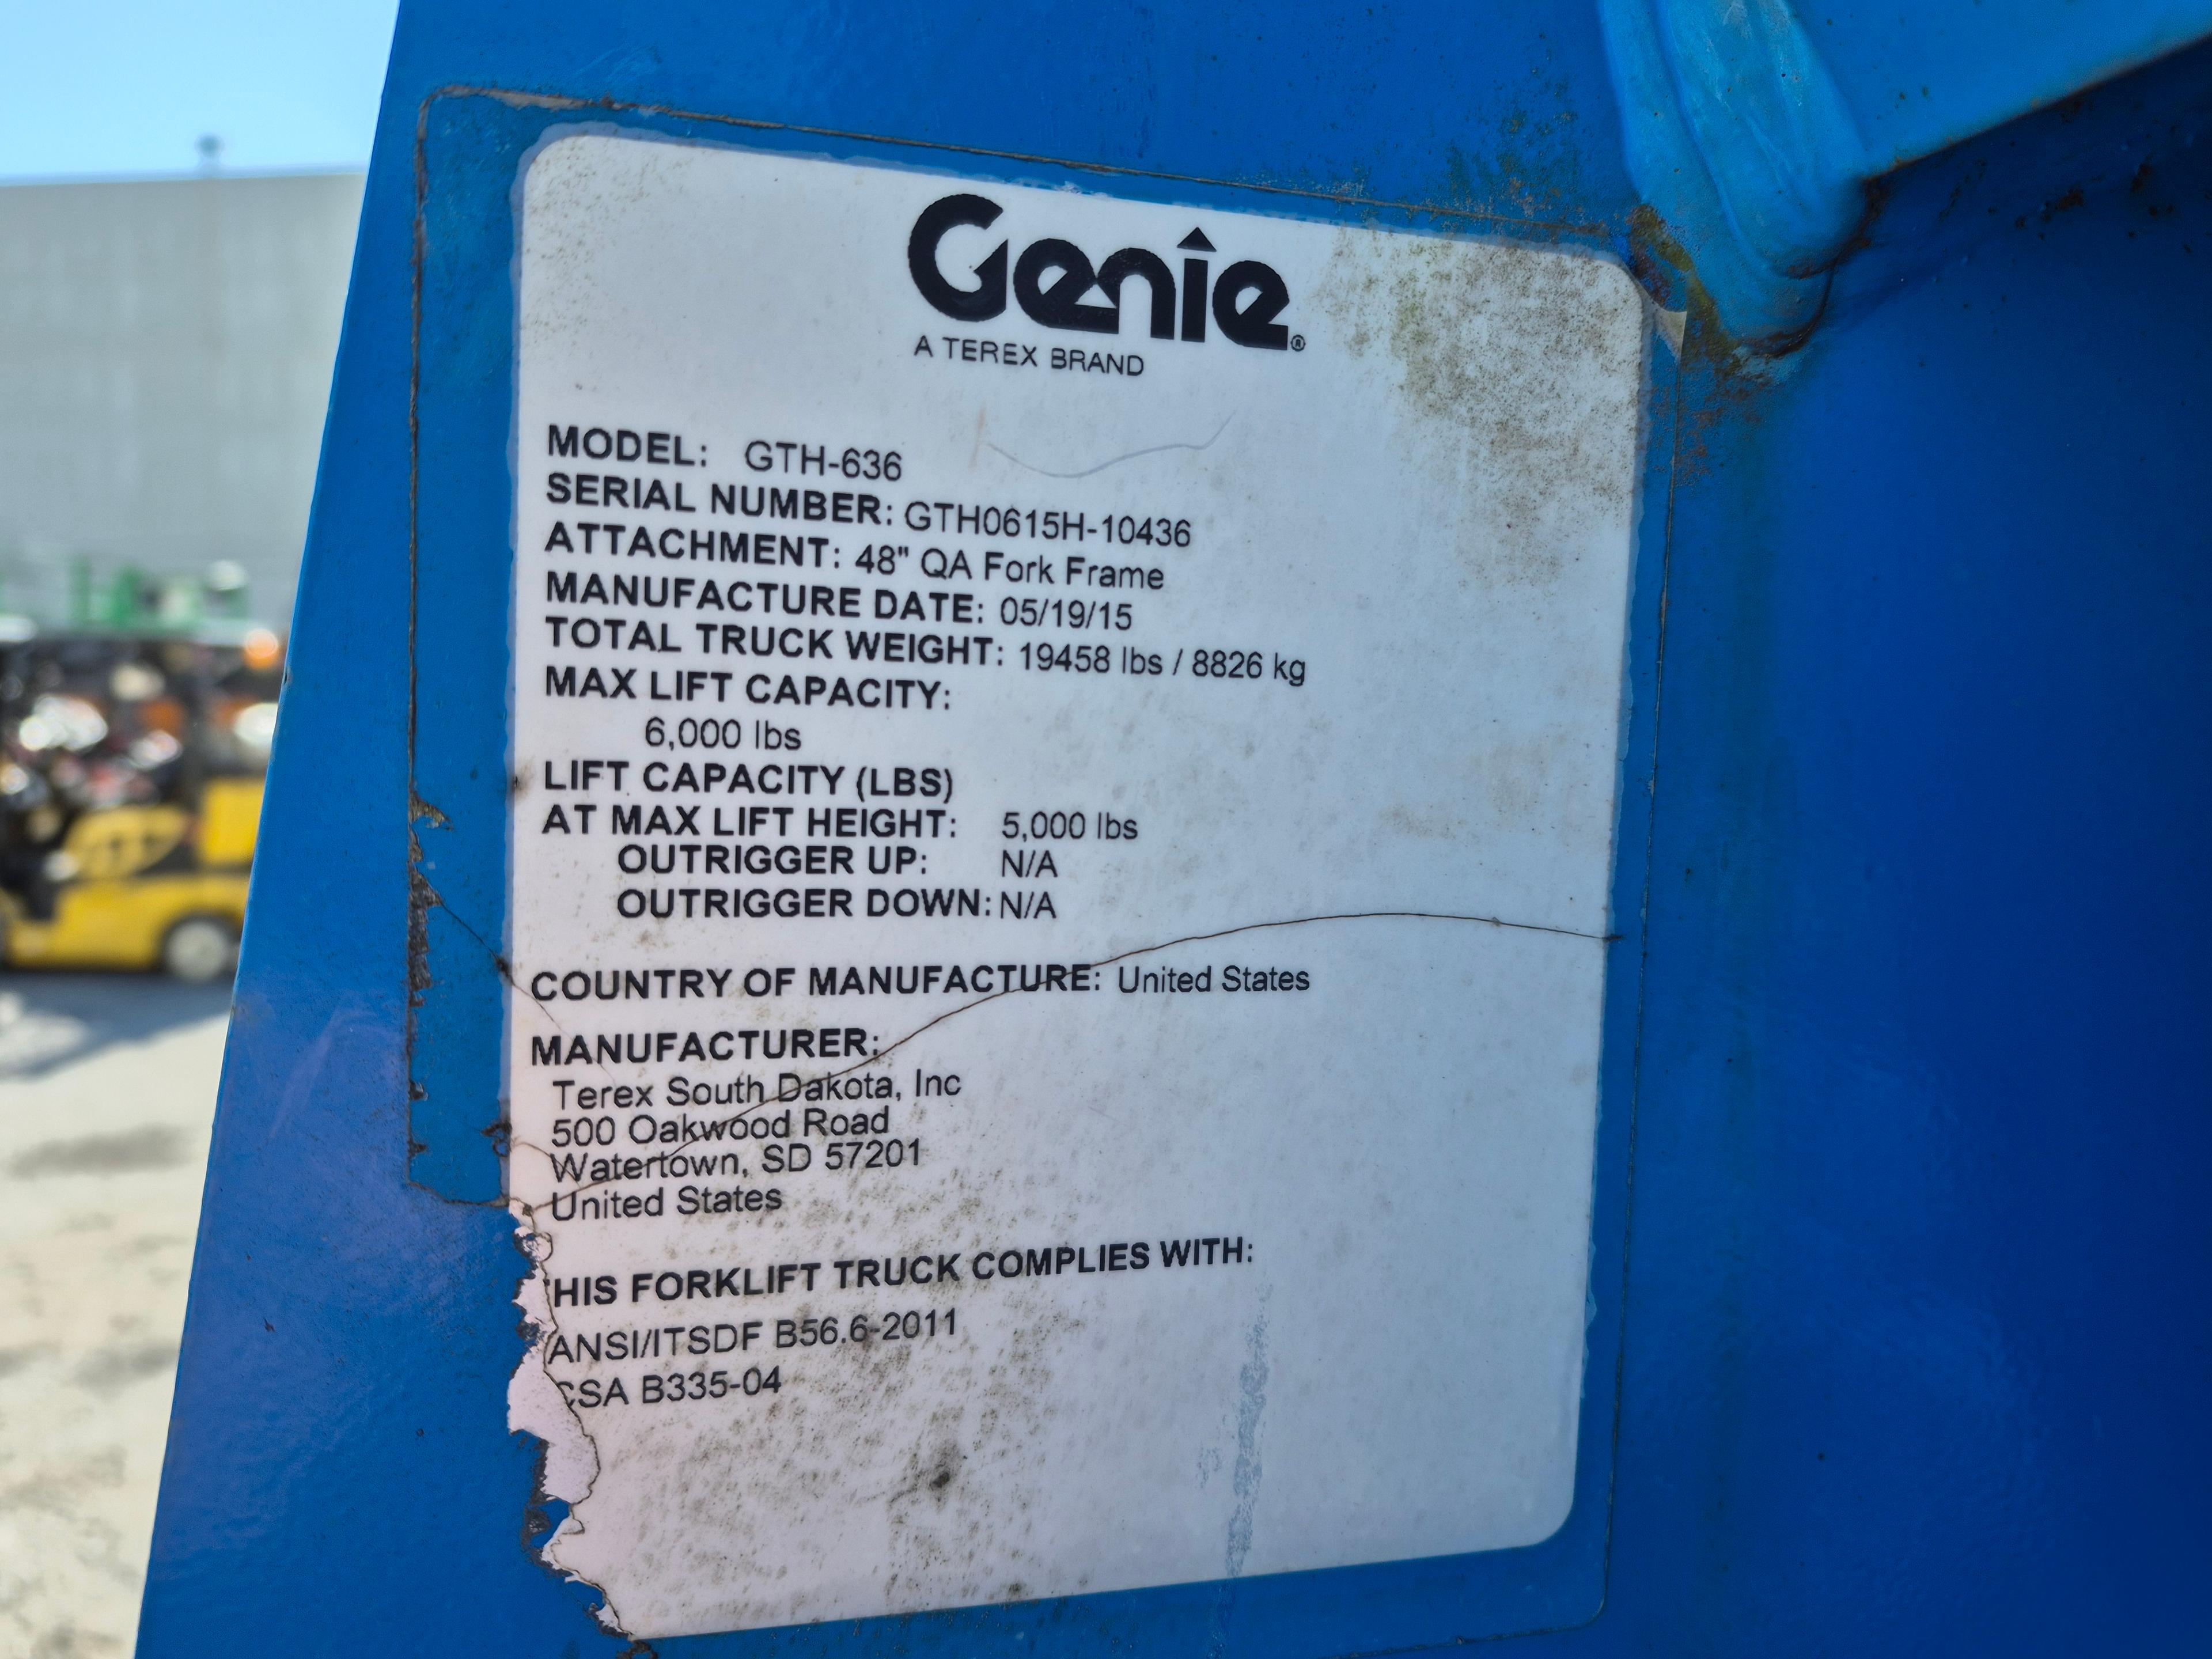 Genie®
A TEREX BRAND
MODEL: GTH-636
SERIAL NUMBER: GTH0615H-10436
ATTACHMENT: 48" QA Fork Frame
MANUFACTURE DATE: 05/19/15
TOTAL TRUCK WEIGHT: 19458 lbs / 8826 kg
MAX LIFT CAPACITY:
6,000 lbs
LIFT CAPACITY (LBS)
AT MAX LIFT HEIGHT: 5,000 lbs
OUTRIGGER UP: N/A
OUTRIGGER DOWN: N/A
COUNTRY OF MANUFACTURE: United States
MANUFACTURER:
Terex South Dakota, Inc
500 Oakwood Road
Watertown, SD 57201
United States
HIS FORKLIFT TRUCK COMPLIES WITH:
ANSI/ITSDF B56.6-2011
CSA B335-04